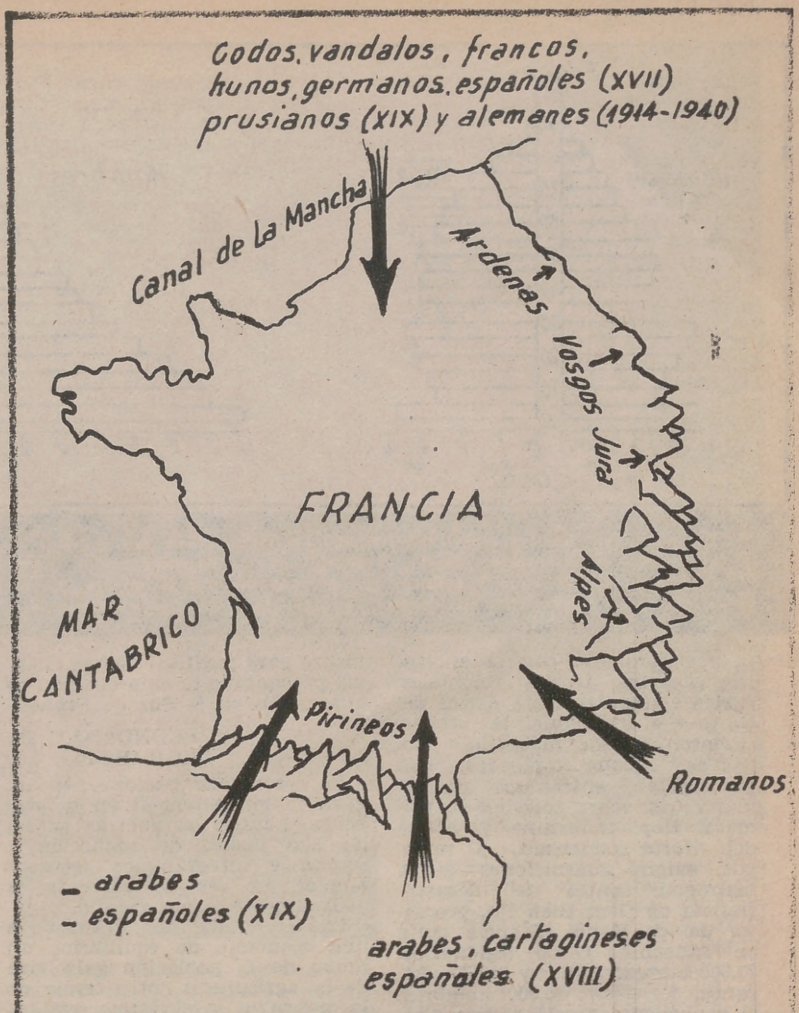 Godos, vandalos, francos,
hunos, germanos, españoles (XVII)
prusianos (XIX) y alemanes (1914-1940)
Canal de La Mancha
Ardenas
Vosgos
Jura
FRANCIA
Alpes
MAR
CANTABRICO
Pirineos
Romanos
- arabes
- españoles (XIX)
arabes, cartagineses
españoles (XVIII)